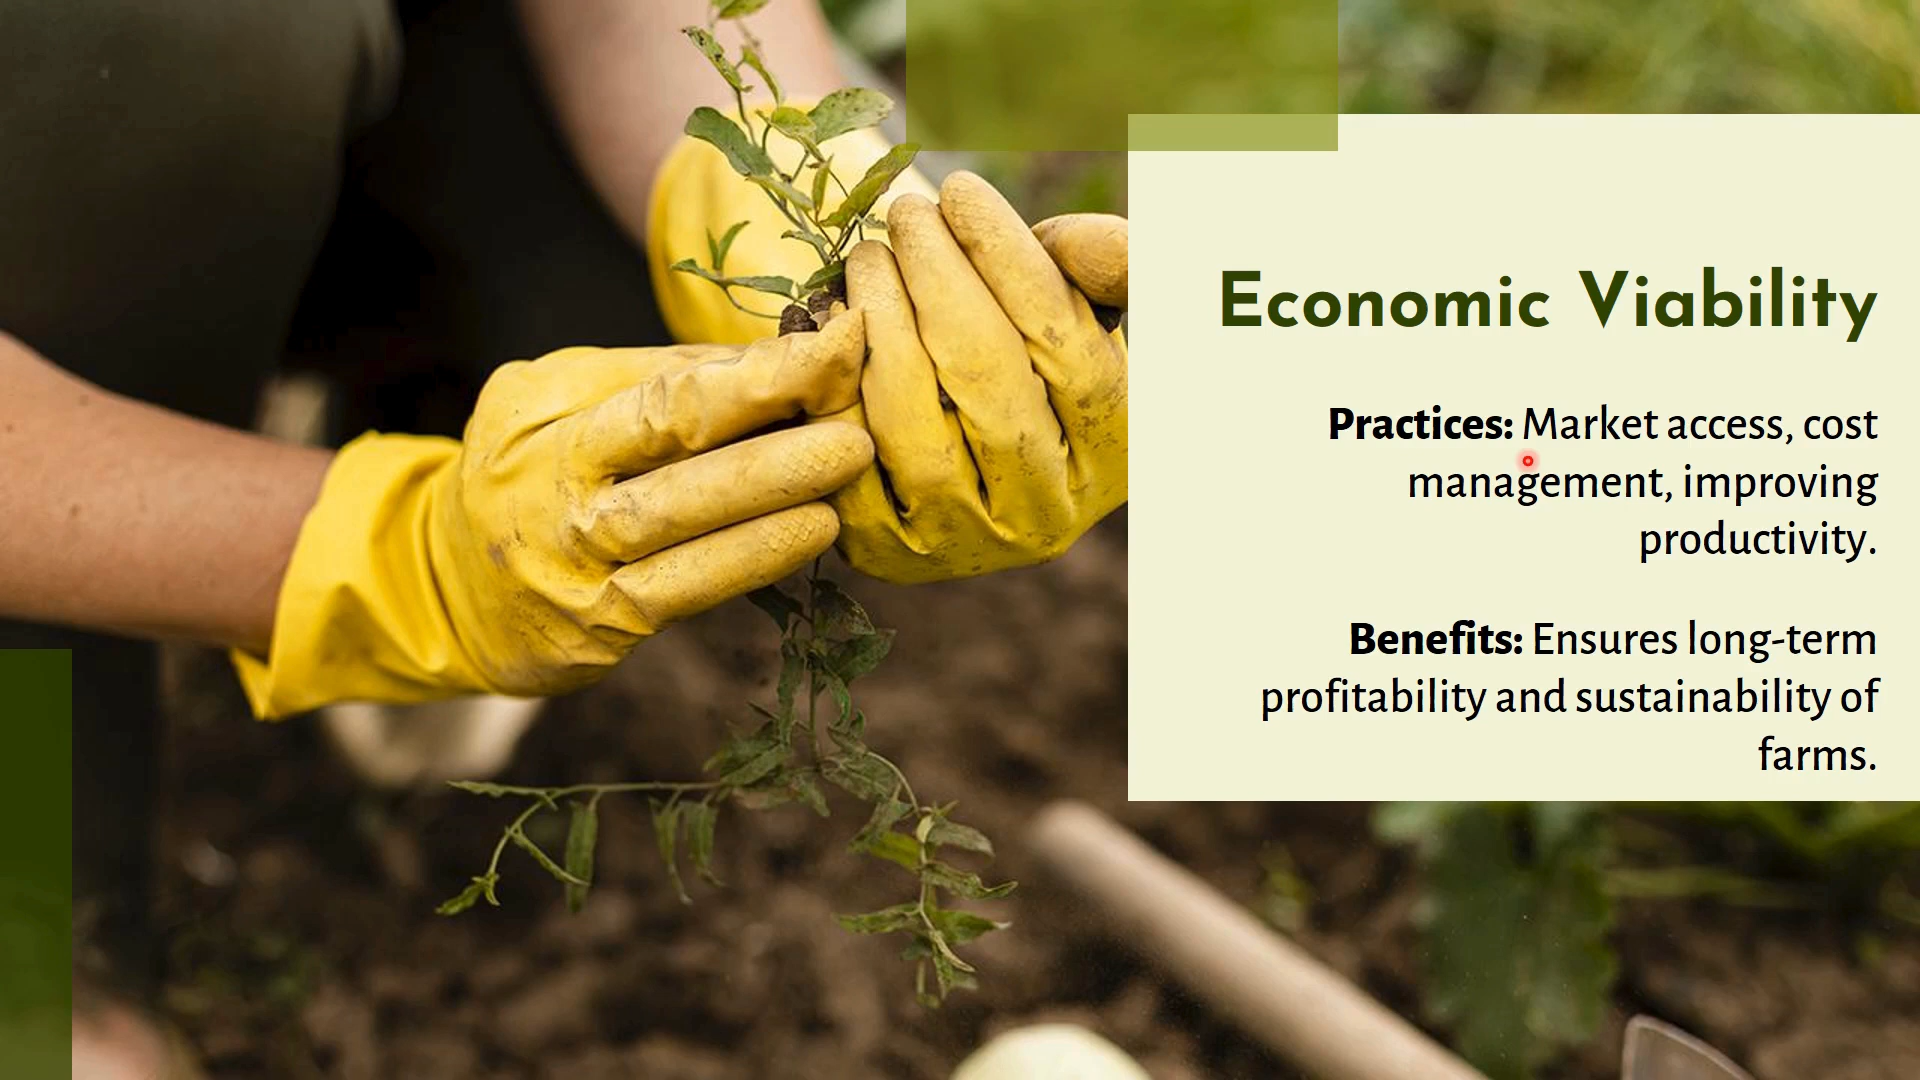 Economic Viability
Practices: Market access, cost
management, improving
productivity.
Benefits: Ensures long-term
profitability and sustainability of
farms.